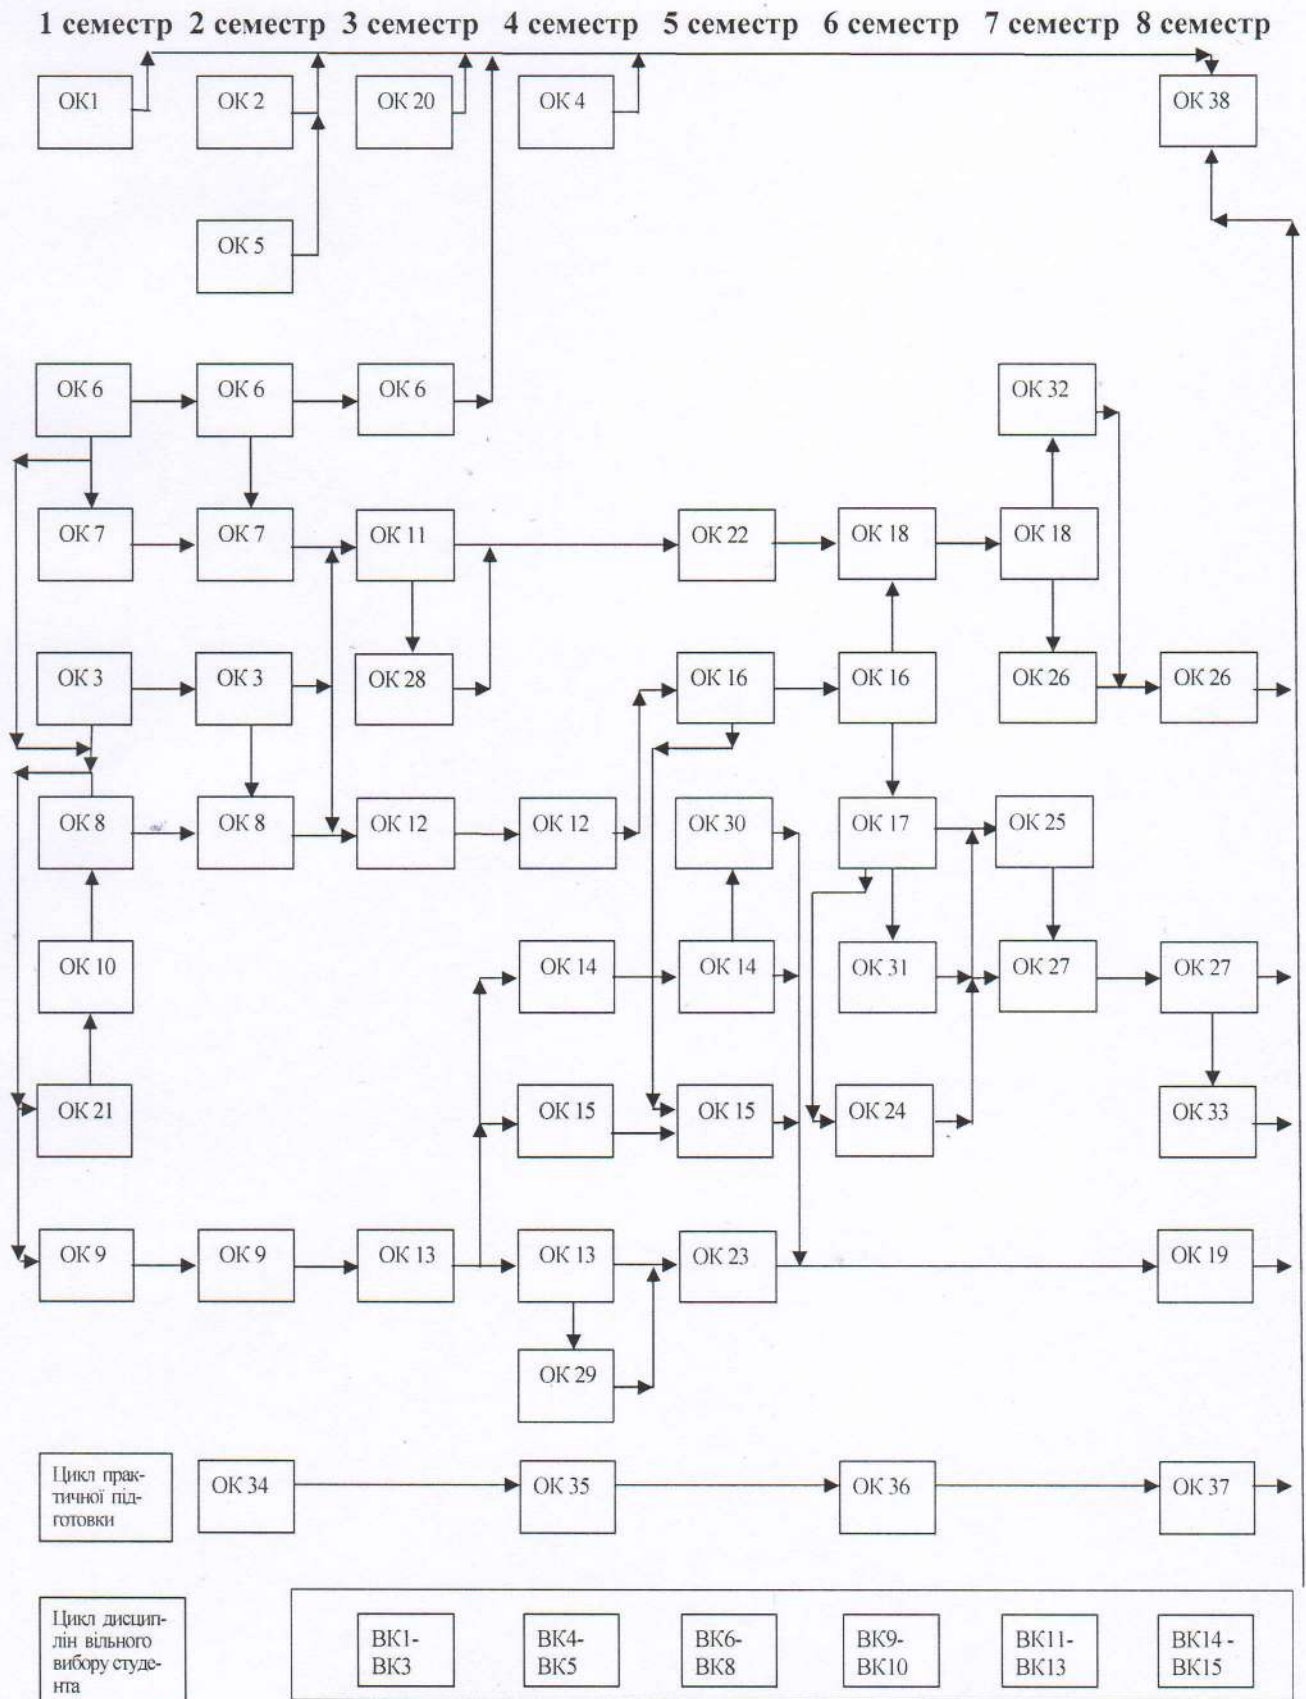 1 семестр 2 семестр 3 семестр 4 семестр 5 семестр 6 семестр 7 семестр 8 семестр
ОК1 ОК 2 ОК 20 ОК 4 ОК 38
ОК 5
ОК 6 ОК 6 ОК 6 ОК 32
ОК 7 ОК 7 ОК 11 ОК 22 ОК 18 ОК 18
ОК 3 ОК 3 ОК 28 ОК 16 ОК 16 ОК 26 ОК 26
ОК 8 ОК 8 ОК 12 ОК 12 ОК 30 ОК 17 ОК 25
ОК 10 ОК 14 ОК 14 ОК 31 ОК 27 ОК 27
ОК 21 ОК 15 ОК 15 ОК 24 ОК 33
ОК 9 ОК 9 ОК 13 ОК 13 ОК 23 ОК 19
ОК 29
Цикл прак-
тичної під-
готовки
ОК 34 ОК 35 ОК 36 ОК 37
Цикл дисцип-
лін вільного
вибору студе-
нта
ВК1-
ВК3
ВК4-
ВК5
ВК6-
ВК8
ВК9-
ВК10
ВК11-
ВК13
ВК14 -
ВК15